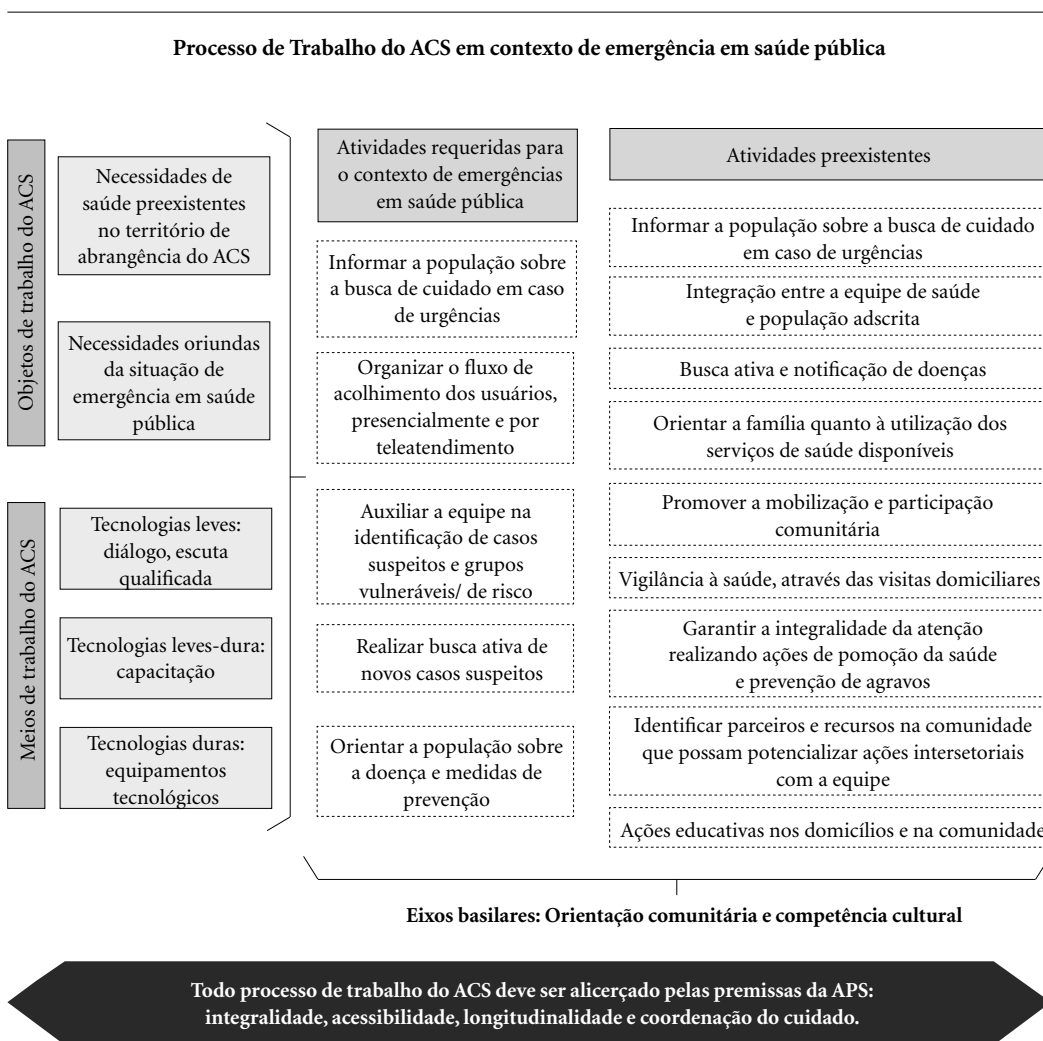 Processo de Trabalho do ACS em contexto de emergência em saúde pública
Objetos de trabalho do ACS
Necessidades de
saúde preexistentes
no território de
abrangência do ACS
Necessidades oriundas
da situação de
emergência em saúde
pública
Meios de trabalho do ACS
Tecnologias leves:
diálogo, escuta
qualificada
Tecnologias leves-dura:
capacitação
Tecnologias duras:
equipamentos
tecnológicos
Atividades requeridas para
o contexto de emergências
em saúde pública
Informar a população sobre
a busca de cuidado em caso
de urgências
Organizar o fluxo de
acolhimento dos usuários,
presencialmente e por
teleatendimento
Auxiliar a equipe na
identificação de casos
suspeitos e grupos
vulneráveis/ de risco
Realizar busca ativa de
novos casos suspeitos
Orientar a população sobre
a doença e medidas de
prevenção
Atividades preexistentes
Informar a população sobre a busca de cuidado
em caso de urgências
Integração entre a equipe de saúde
e população adscrita
Busca ativa e notificação de doenças
Orientar a família quanto à utilização dos
serviços de saúde disponíveis
Promover a mobilização e participação
comunitária
Vigilância à saúde, através das visitas domiciliares
Garantir a integralidade da atenção
realizando ações de pomoção da saúde
e prevenção de agravos
Identificar parceiros e recursos na comunidade
que possam potencializar ações intersetoriais
com a equipe
Ações educativas nos domicílios e na comunidade
Eixos basilares: Orientação comunitária e competência cultural
Todo processo de trabalho do ACS deve ser alicerçado pelas premissas da APS:
integralidade, acessibilidade, longitudinalidade e coordenação do cuidado.